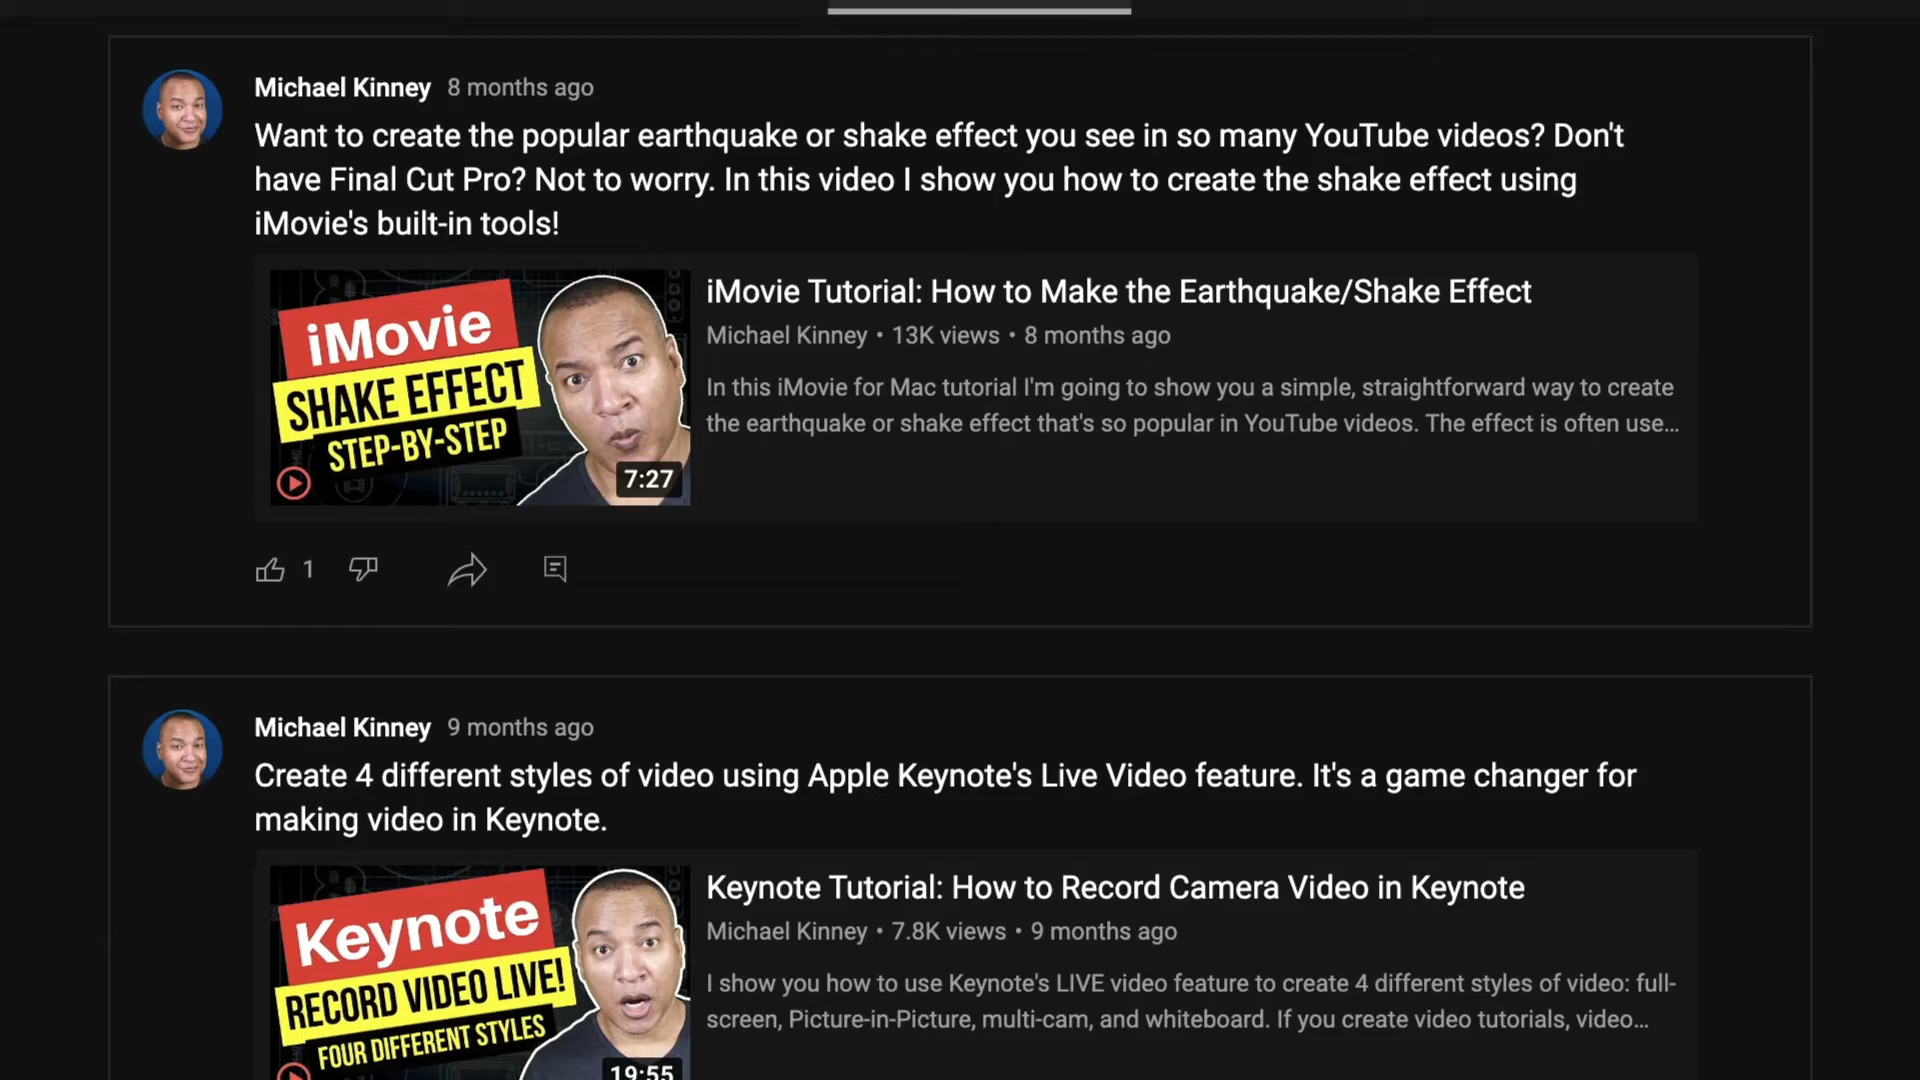 Michael Kinney 8 months ago
Want to create the popular earthquake or shake effect you see in so many YouTube videos? Don't
have Final Cut Pro? Not to worry. In this video I show you how to create the shake effect using
iMovie's built-in tools!
iMovie
SHAKE EFFECT
STEP-BY-STEP
7:27
iMovie Tutorial: How to Make the Earthquake/Shake Effect
Michael Kinney • 13K views • 8 months ago
In this iMovie for Mac tutorial I'm going to show you a simple, straightforward way to create
the earthquake or shake effect that's so popular in YouTube videos. The effect is often use...
1
Michael Kinney 9 months ago
Create 4 different styles of video using Apple Keynote's Live Video feature. It's a game changer for
making video in Keynote.
Keynote
RECORD VIDEO LIVE!
FOUR DIFFERENT STYLES
19:55
Keynote Tutorial: How to Record Camera Video in Keynote
Michael Kinney • 7.8K views • 9 months ago
I show you how to use Keynote's LIVE video feature to create 4 different styles of video: full-
screen, Picture-in-Picture, multi-cam, and whiteboard. If you create video tutorials, video...